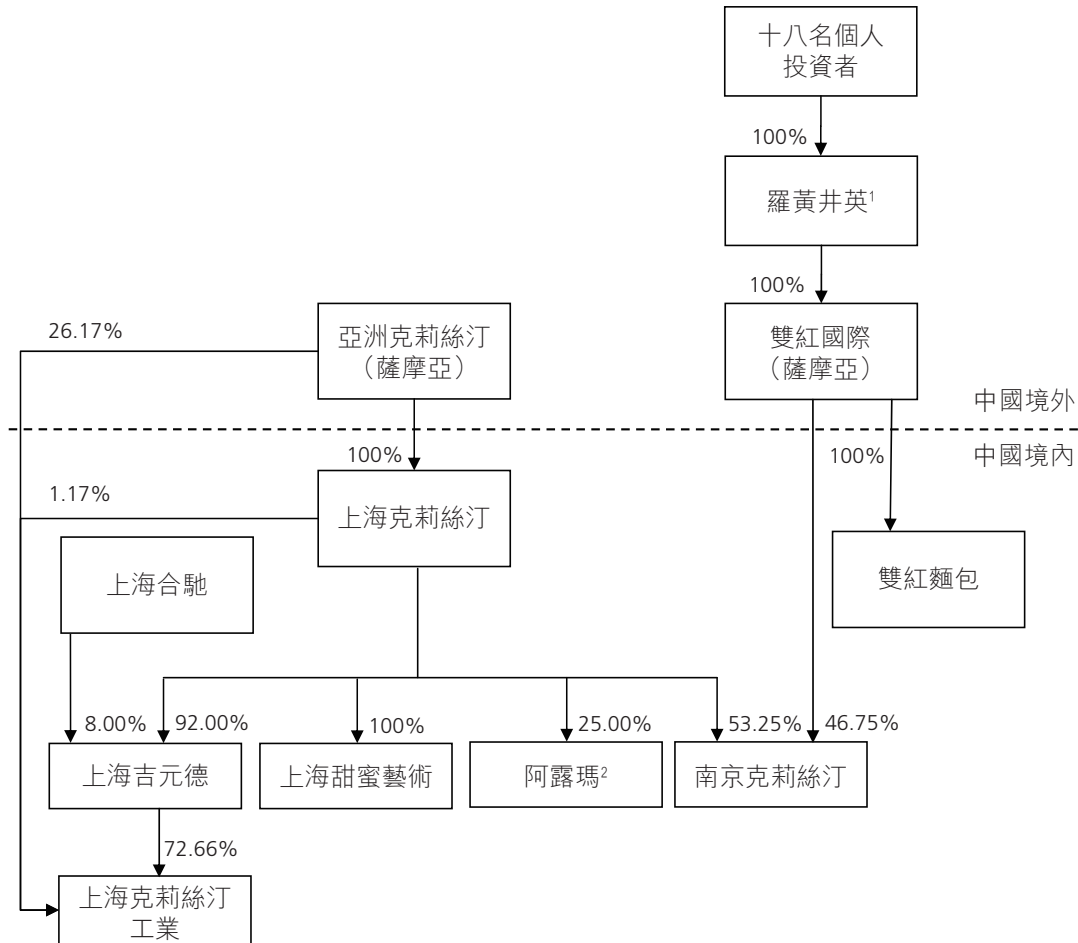 十八名個人
投資者
100%
羅黃井英1
100%
26.17%
亞洲克莉絲汀
（薩摩亞）
雙紅國際
（薩摩亞）
中國境外
100%
100%
中國境內
1.17%
上海克莉絲汀
上海合馳
雙紅麵包
8.00%
92.00%
100%
25.00%
53.25%
46.75%
上海吉元德
上海甜蜜藝術
阿露瑪2
南京克莉絲汀
72.66%
上海克莉絲汀
工業